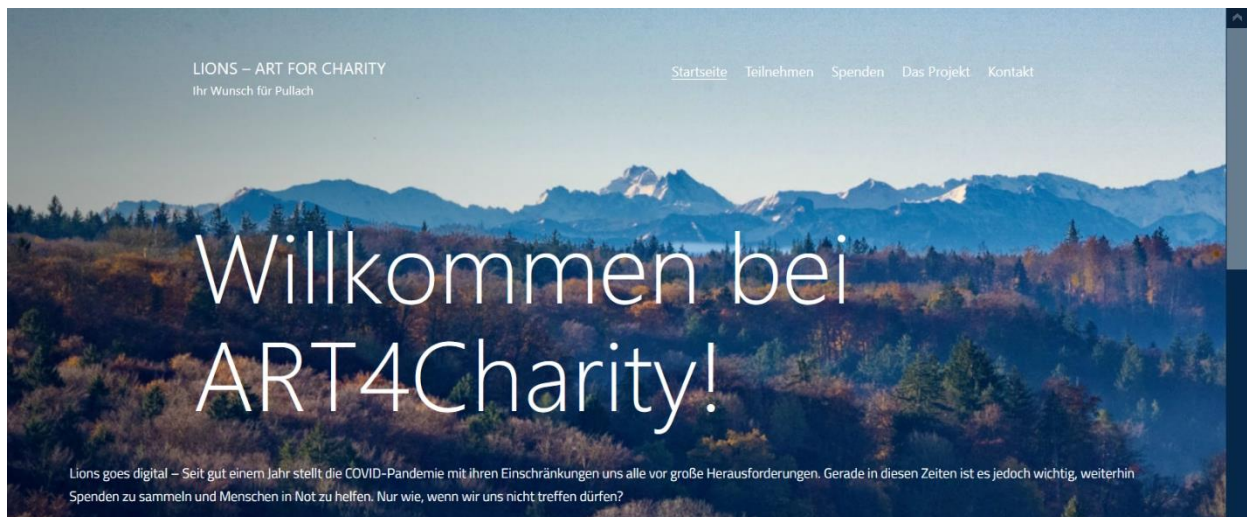 LIONS – ART FOR CHARITY
Ihr Wunsch für Pullach
Startseite Teilnehmen Spenden Das Projekt Kontakt
Willkommen bei
ART4Charity!
Lions goes digital – Seit gut einem Jahr stellt die COVID-Pandemie mit ihren Einschränkungen uns alle vor große Herausforderungen. Gerade in diesen Zeiten ist es jedoch wichtig, weiterhin
Spenden zu sammeln und Menschen in Not zu helfen. Nur wie, wenn wir uns nicht treffen dürfen?